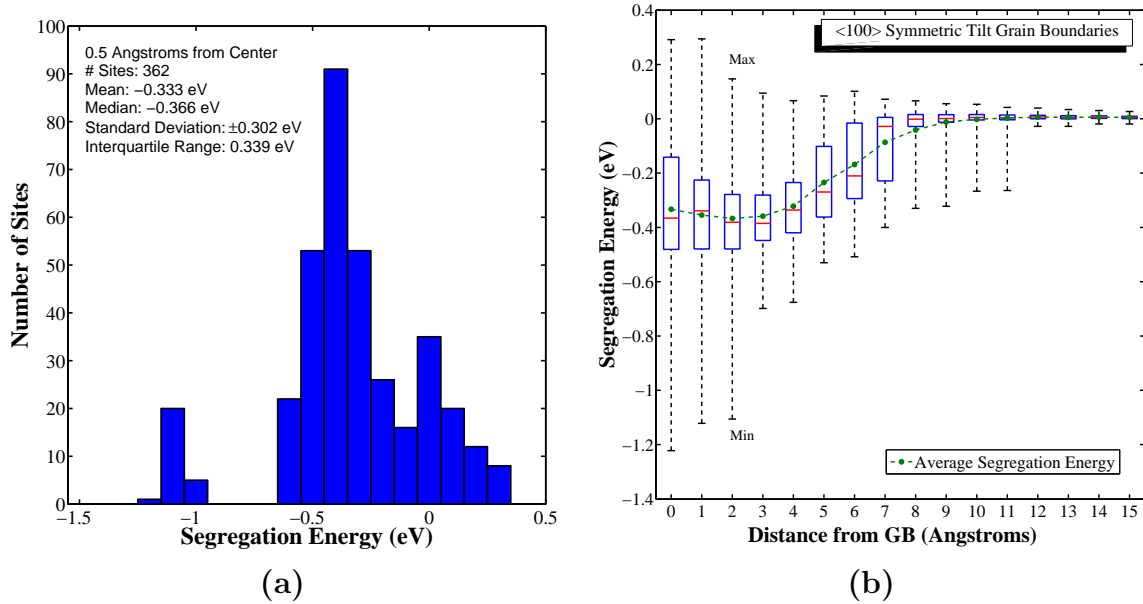 100
90
80
70
60
50
40
30
20
10
0
Number of Sites
0.5 Angstroms from Center
# Sites: 362
Mean: −0.333 eV
Median: −0.366 eV
Standard Deviation: ±0.302 eV
Interquartile Range: 0.339 eV
−1.5 −1 −0.5 0 0.5
Segregation Energy (eV)
(a)
0.4
0.2
0
−0.2
−0.4
−0.6
−0.8
−1
−1.2
−1.4
Segregation Energy (eV)
<100> Symmetric Tilt Grain Boundaries
Max
Min
Average Segregation Energy
0 1 2 3 4 5 6 7 8 9 10 11 12 13 14 15
Distance from GB (Angstroms)
(b)